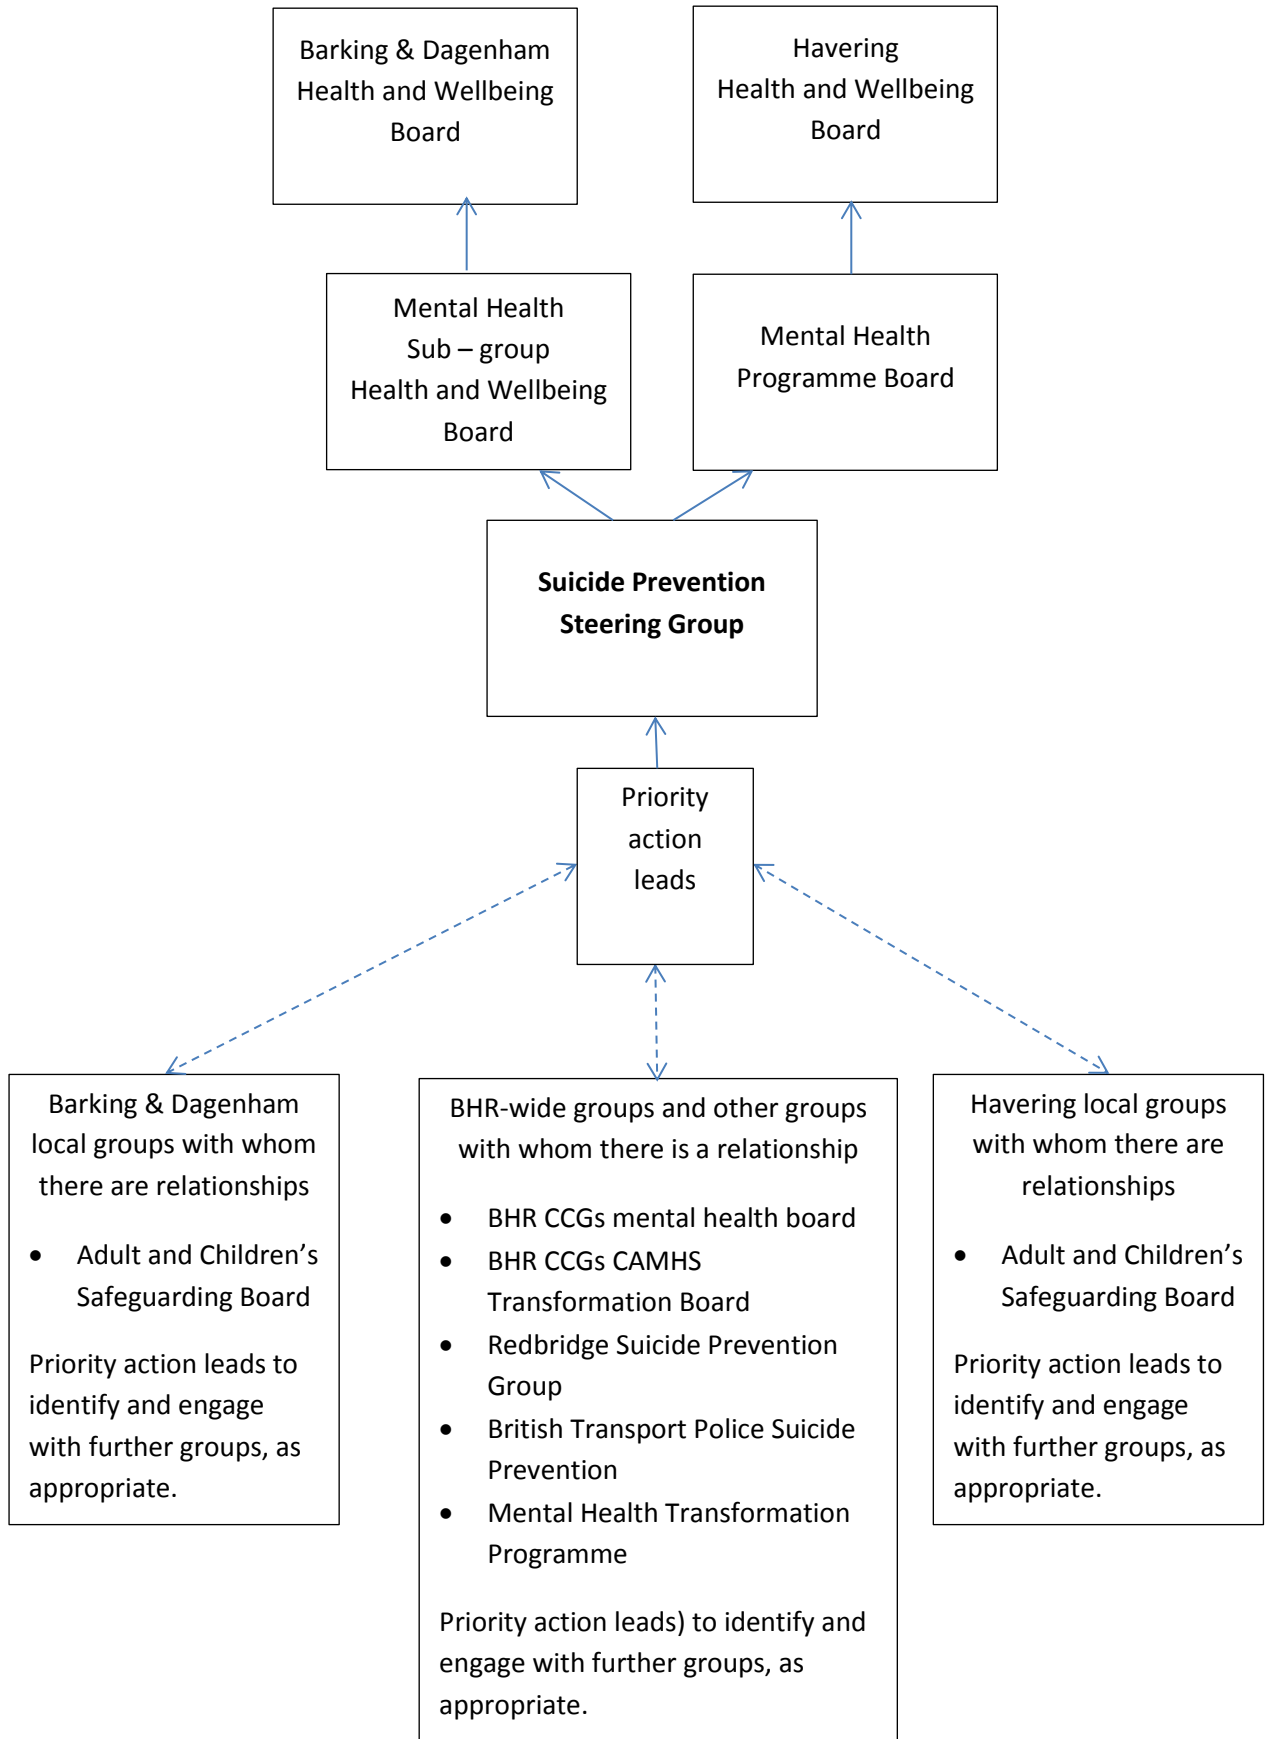 Barking & Dagenham
Health and Wellbeing
Board
Havering
Health and Wellbeing
Board
Mental Health
Sub – group
Health and Wellbeing
Board
Mental Health
Programme Board
Suicide Prevention
Steering Group
Priority
action
leads
Barking & Dagenham
local groups with whom
there are relationships
• Adult and Children’s
Safeguarding Board
Priority action leads to
identify and engage
with further groups, as
appropriate.
BHR-wide groups and other groups
with whom there is a relationship
• BHR CCGs mental health board
• BHR CCGs CAMHS
Transformation Board
• Redbridge Suicide Prevention
Group
• British Transport Police Suicide
Prevention
• Mental Health Transformation
Programme
Priority action leads) to identify and
engage with further groups, as
appropriate.
Havering local groups
with whom there are
relationships
• Adult and Children’s
Safeguarding Board
Priority action leads to
identify and engage
with further groups, as
appropriate.